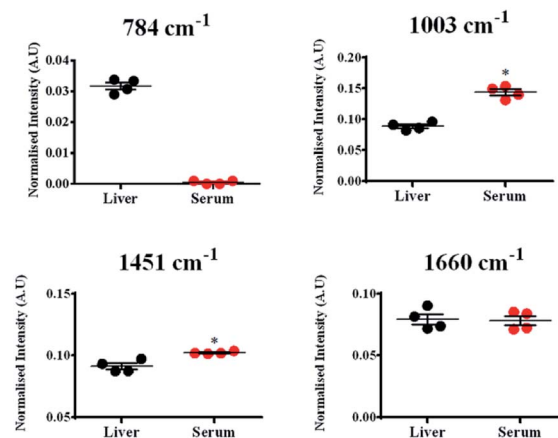 784 cm⁻¹
Normalised Intensity (A.U)
0.04
0.03
0.02
0.01
0.00
Liver Serum
1003 cm⁻¹
Normalised Intensity (A.U)
0.20
0.15
0.10
0.05
0.00
*
Liver Serum
1451 cm⁻¹
Normalised Intensity (A.U)
0.15
0.10
0.05
*
Liver Serum
1660 cm⁻¹
Normalised Intensity (A.U)
0.10
0.05
0.00
Liver Serum